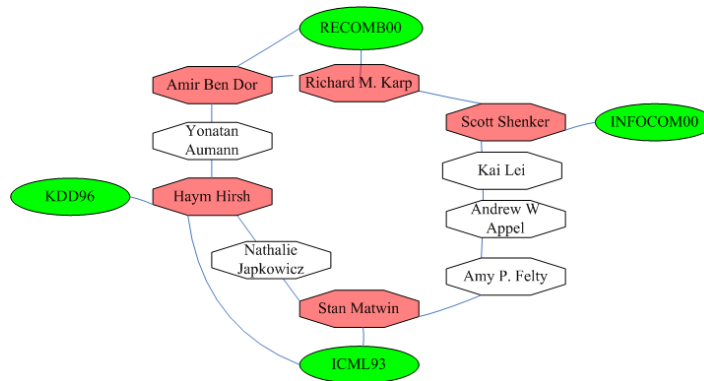 RECOMB00
Amir Ben Dor
Richard M. Karp
Scott Shenker
INFOCOM00
Yonatan
Aumann
Kai Lei
KDD96
Haym Hirsh
Andrew W
Appel
Nathalie
Japkowicz
Amy P. Felty
Stan Matwin
ICML93